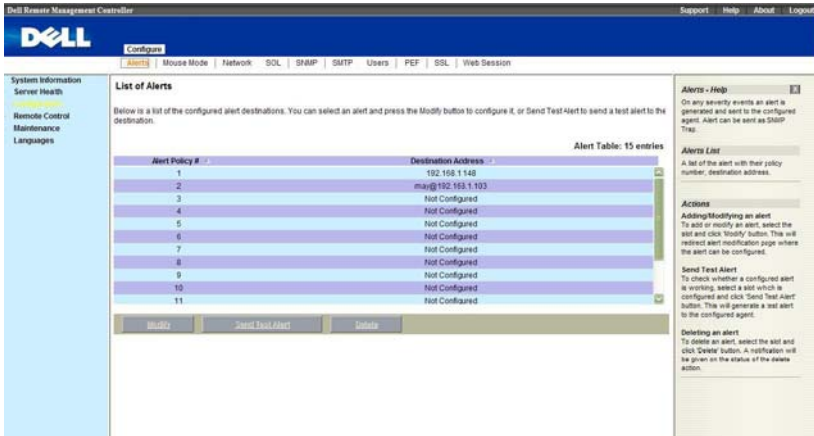 Dell Remote Management Controller
Support Help About Logout
DELL
Configure
Alerts Mouse Mode Network SOL SNMP SMTP Users PEF SSL Web Session
System Information
Server Health
Configuration
Remote Control
Maintenance
Languages
List of Alerts
Below is a list of the configured alert destinations. You can select an alert and press the Modify button to configure it, or Send Test Alert to send a test alert to the
destination.
Alert Table: 15 entries
Alert Policy # Destination Address
1 192.168.1.148
2 may@192.168.1.103
3 Not Configured
4 Not Configured
5 Not Configured
6 Not Configured
7 Not Configured
8 Not Configured
9 Not Configured
10 Not Configured
11 Not Configured
Modify Send Test Alert Delete
Alerts - Help X
On any severity events an alert is
generated and sent to the configured
agent. Alert can be sent as SNMP
Trap.
Alerts List
A list of the alert with their policy
number, destination address.
Actions
Adding/Modifying an alert
To add or modify an alert, select the
slot and click 'Modify' button. This will
redirect alert modification page where
the alert can be configured.
Send Test Alert
To check whether a configured alert
is working, select a slot which is
configured and click 'Send Test Alert'
button. This will generate a test alert
to the configured agent.
Deleting an alert
To delete an alert, select the slot and
click 'Delete' button. A notification will
be given on the status of the delete
action.